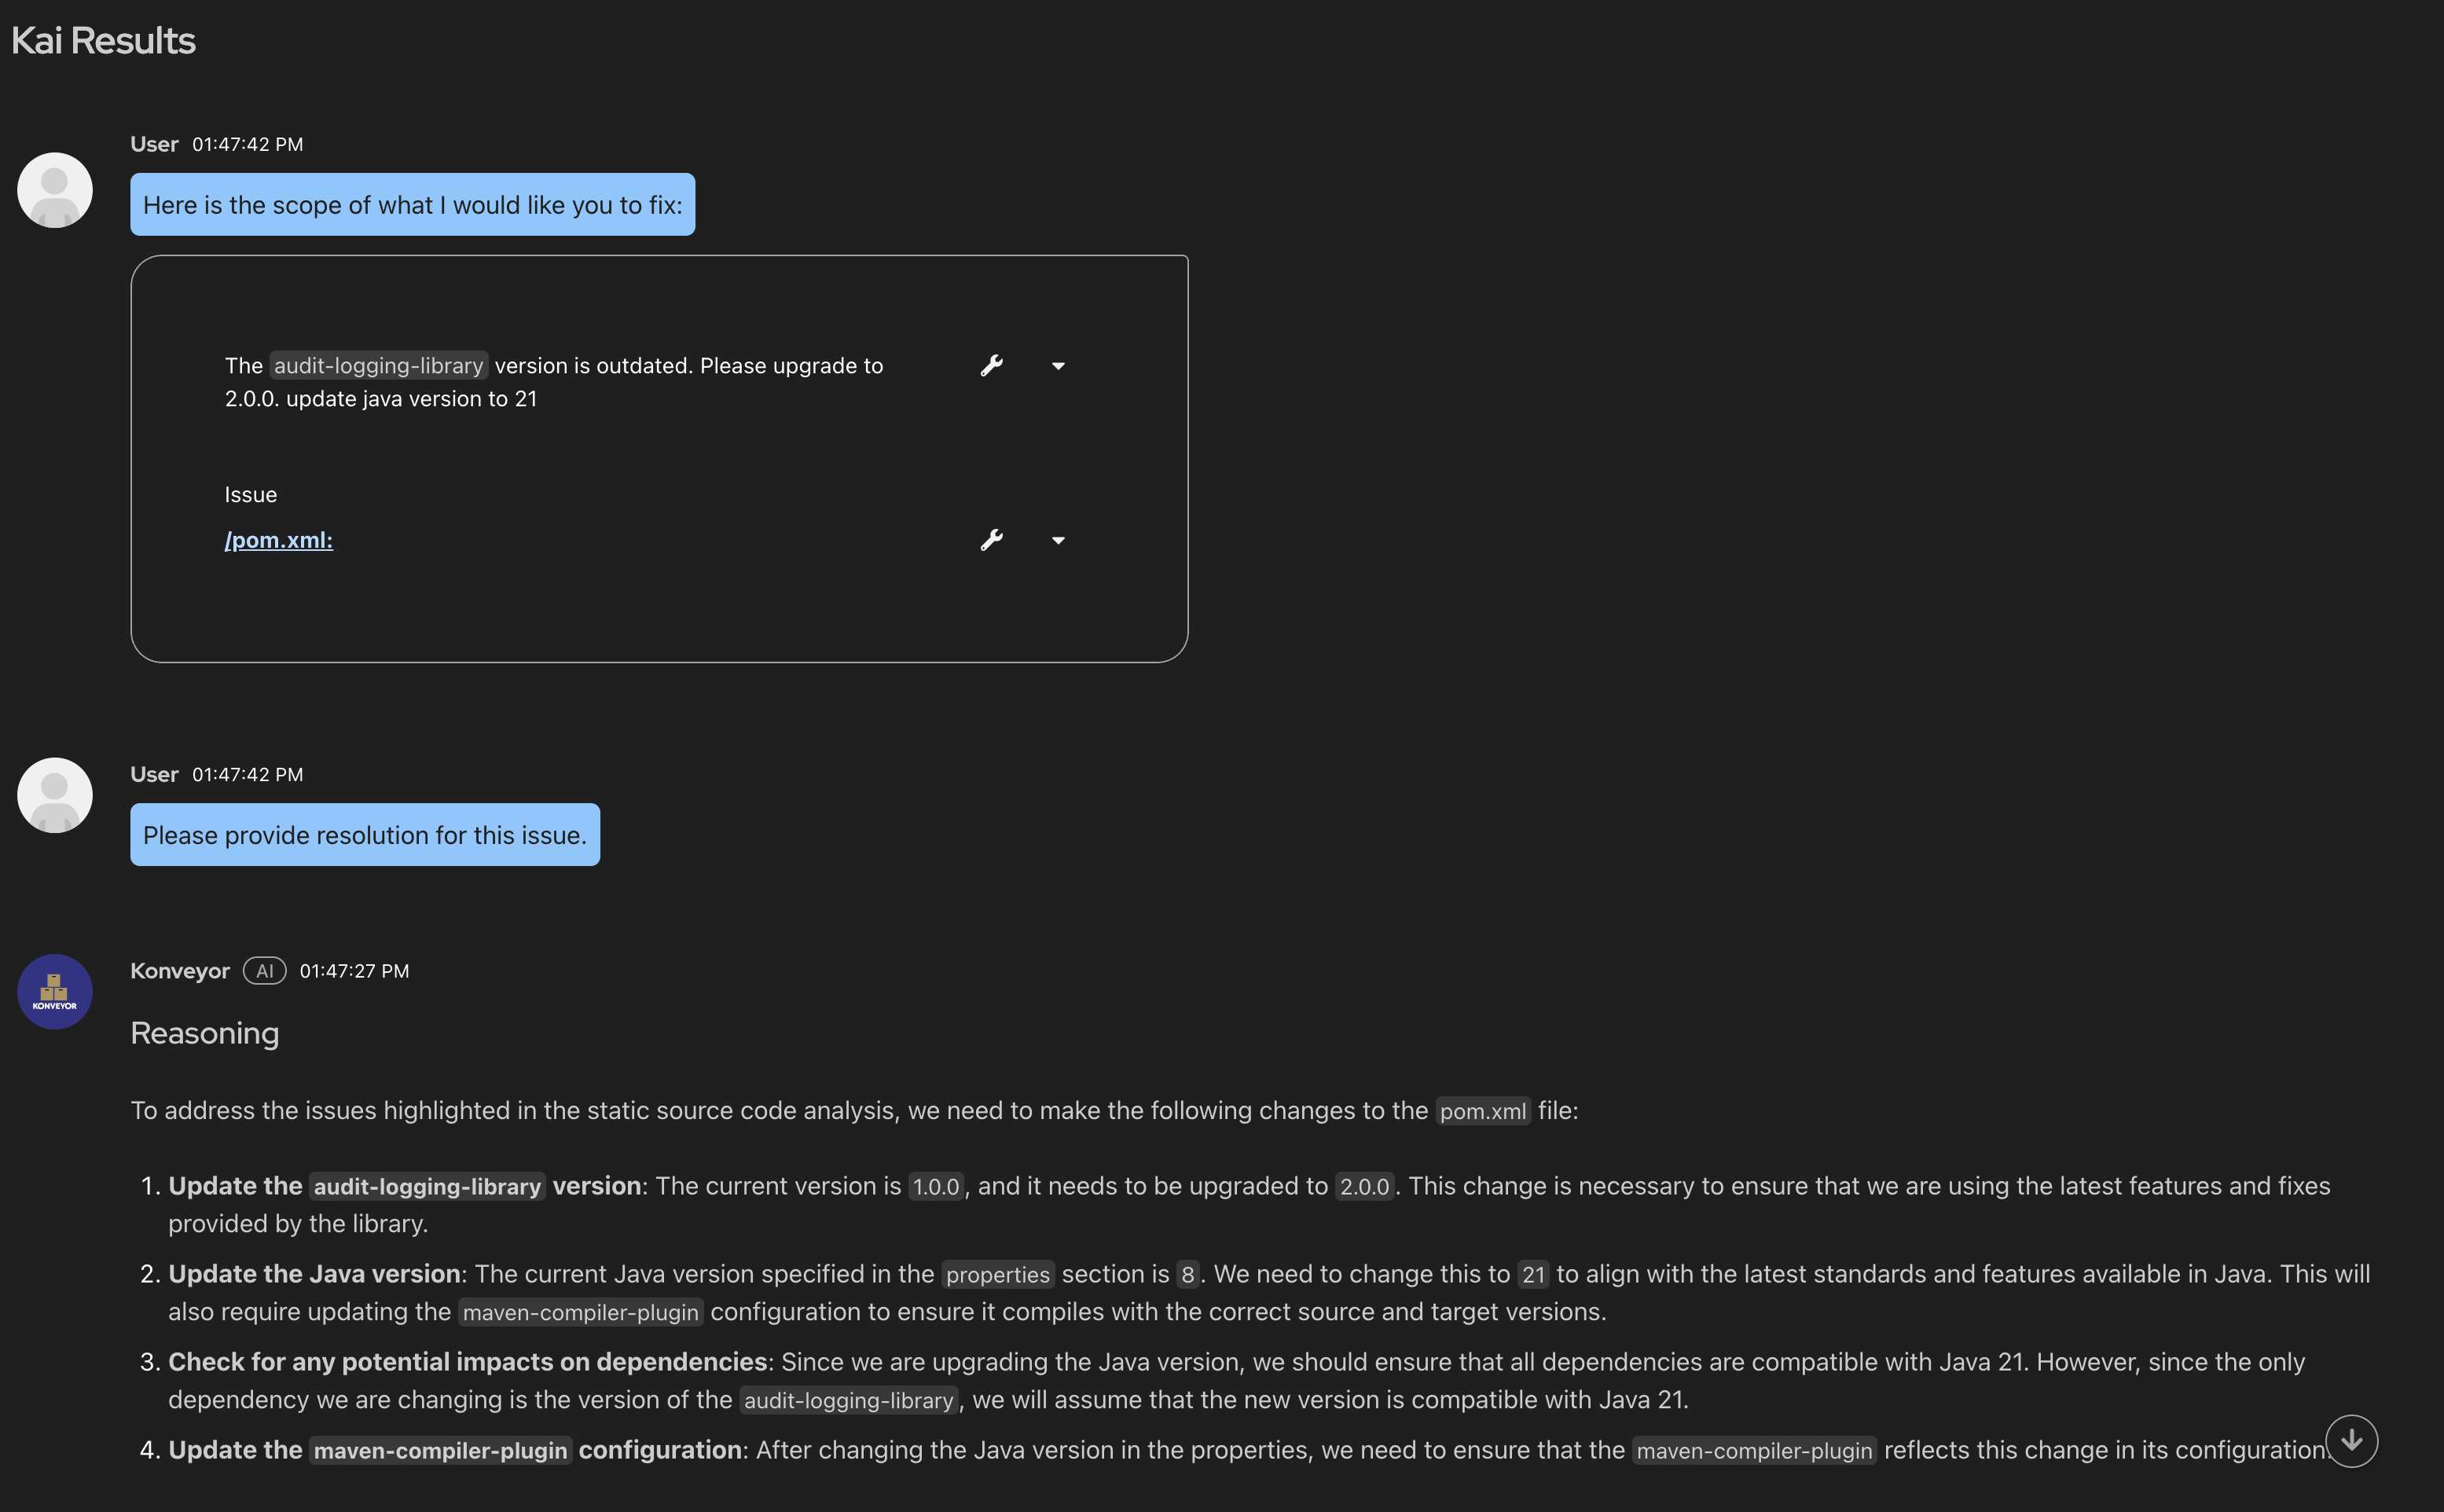 Kai Results
User 01:47:42 PM
Here is the scope of what I would like you to fix:
The audit-logging-library version is outdated. Please upgrade to
2.0.0. update java version to 21
Issue
/pom.xml:
User 01:47:42 PM
Please provide resolution for this issue.
KONVEYOR
Konveyor AI 01:47:27 PM
Reasoning
To address the issues highlighted in the static source code analysis, we need to make the following changes to the pom.xml file:
1. Update the audit-logging-library version: The current version is 1.0.0, and it needs to be upgraded to 2.0.0. This change is necessary to ensure that we are using the latest features and fixes
provided by the library.
2. Update the Java version: The current Java version specified in the properties section is 8. We need to change this to 21 to align with the latest standards and features available in Java. This will
also require updating the maven-compiler-plugin configuration to ensure it compiles with the correct source and target versions.
3. Check for any potential impacts on dependencies: Since we are upgrading the Java version, we should ensure that all dependencies are compatible with Java 21. However, since the only
dependency we are changing is the version of the audit-logging-library, we will assume that the new version is compatible with Java 21.
4. Update the maven-compiler-plugin configuration: After changing the Java version in the properties, we need to ensure that the maven-compiler-plugin reflects this change in its configuration.